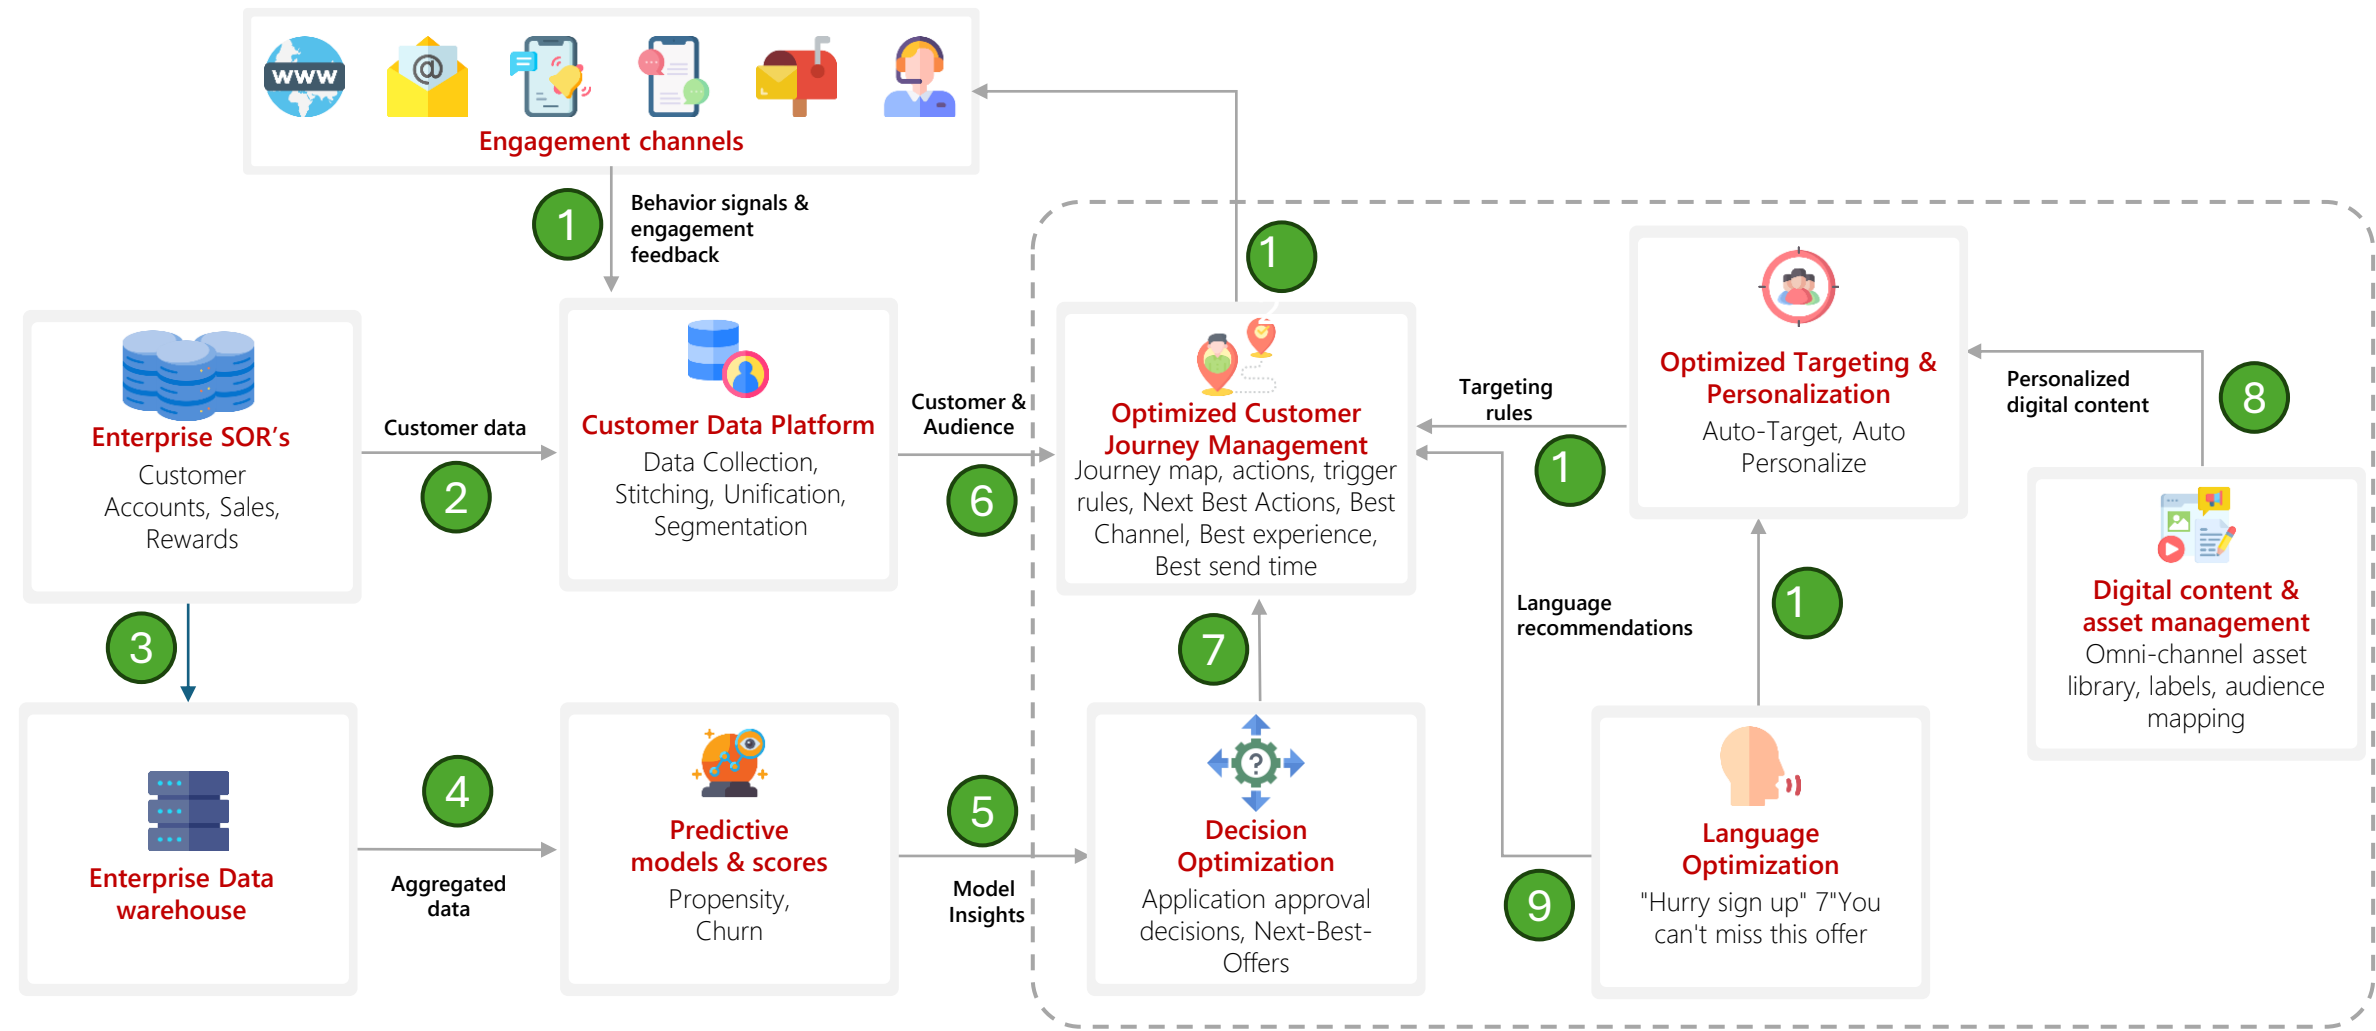 www
@
Engagement channels
1
Behavior signals &
engagement
feedback
1
Enterprise SOR's
Customer
Accounts, Sales,
Rewards
Customer data
2
Customer Data Platform
Data Collection,
Stitching, Unification,
Segmentation
Customer &
Audience
6
Optimized Customer
Journey Management
Journey map, actions, trigger
rules, Next Best Actions, Best
Channel, Best experience,
Best send time
Targeting
rules
1
Optimized Targeting &
Personalization
Auto-Target, Auto
Personalize
Personalized
digital content
8
Digital content &
asset management
Omni-channel asset
library, labels, audience
mapping
3
7
Language
recommendations
1
Enterprise Data
warehouse
4
Aggregated
data
Predictive
models & scores
Propensity,
Churn
5
Model
Insights
?
Decision
Optimization
Application approval
decisions, Next-Best-
Offers
9
Language
Optimization
"Hurry sign up" 7"You
can't miss this offer